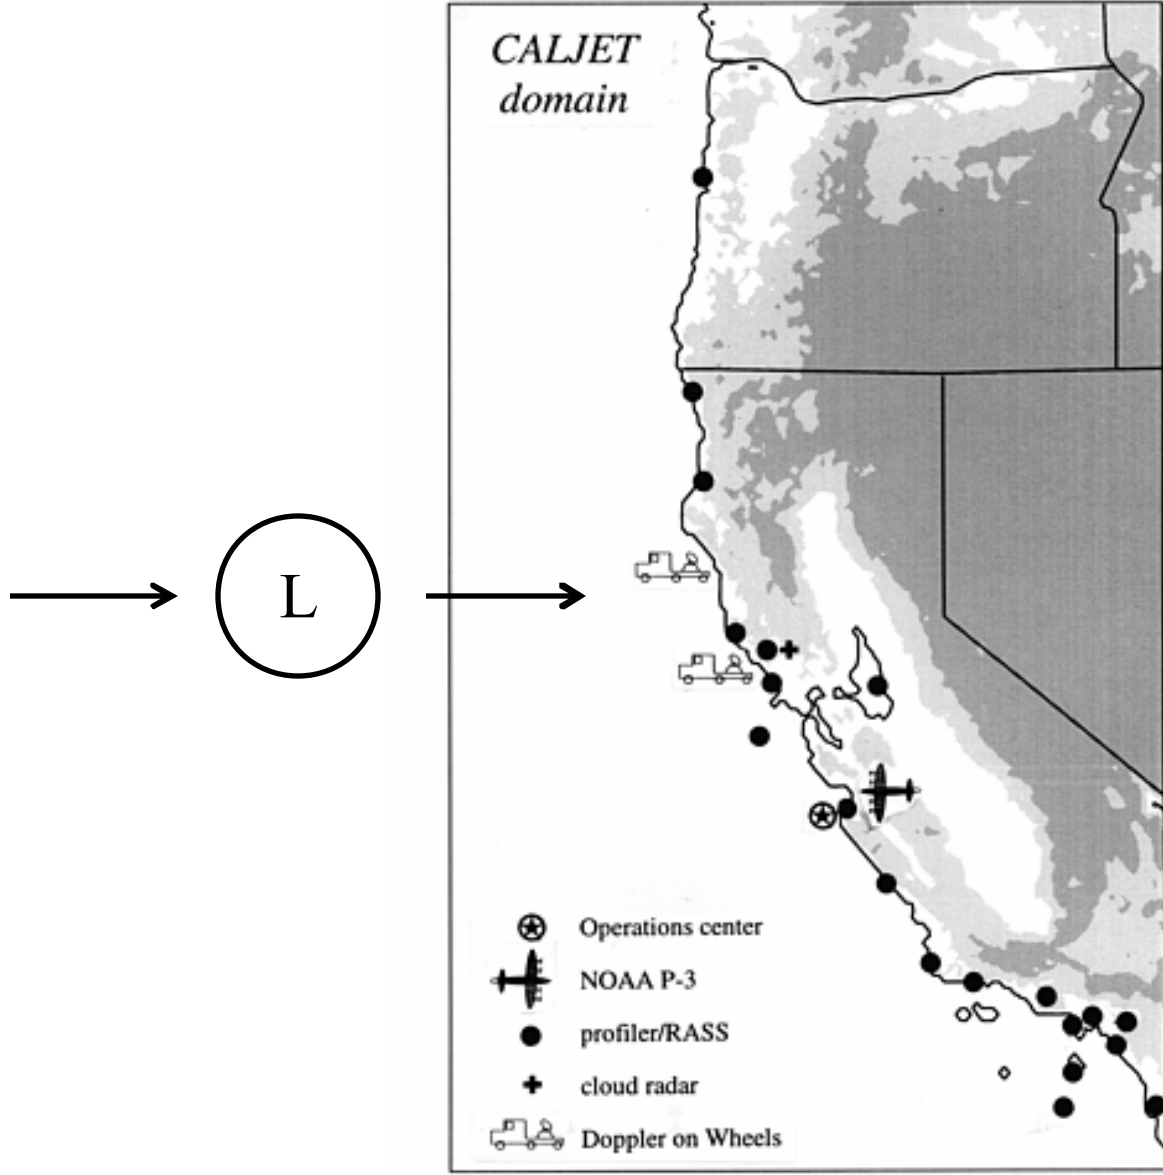 CALJET
domain
L
Operations center
NOAA P-3
profiler/RASS
cloud radar
Doppler on Wheels